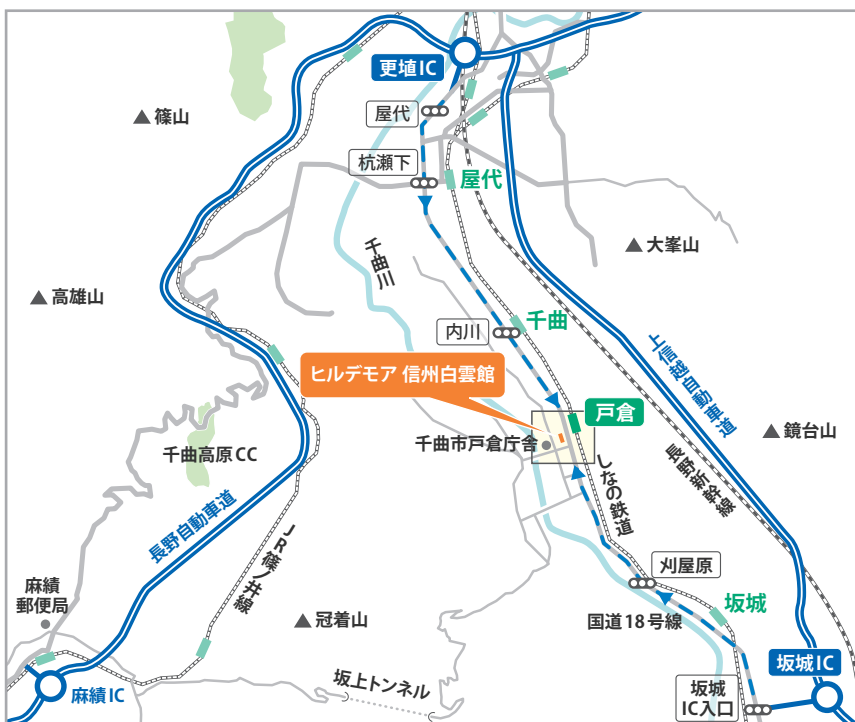 更埴IC
屋代
▲篠山
杭瀬下
屋代
千曲川
▲大峯山
▲高雄山
千曲
内川
上信越自動車道
ヒルデモア 信州白雲館
戸倉
▲鏡台山
千曲市戸倉庁舎
千曲高原CC
長野新幹線
しなの鉄道
長野自動車道
JR篠ノ井線
刈屋原
麻績
郵便局
坂城
▲冠着山
国道18号線
坂城IC
坂上トンネル
麻績IC
坂城
IC入口